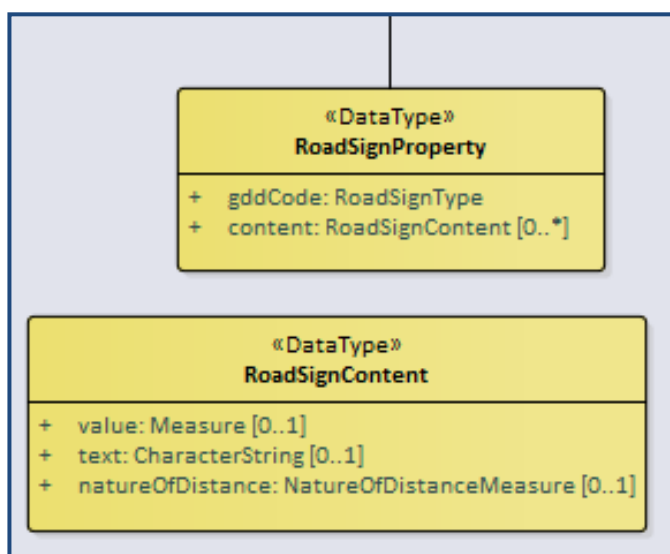 «DataType»
RoadSignProperty
+ gddCode: RoadSignType
+ content: RoadSignContent [0..*]
«DataType»
RoadSignContent
+ value: Measure [0..1]
+ text: CharacterString [0..1]
+ natureOfDistance: NatureOfDistanceMeasure [0..1]